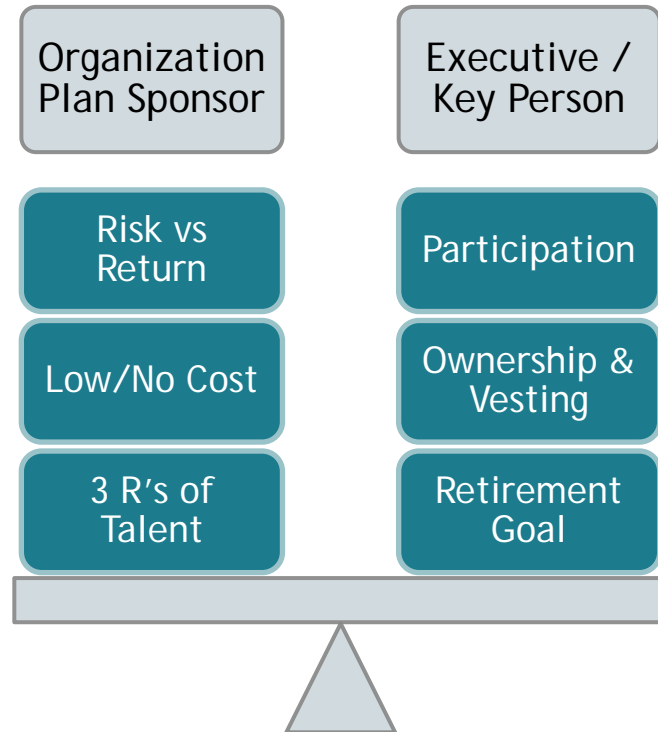 Organization
Plan Sponsor
Executive /
Key Person
Risk vs
Return
Participation
Low/No Cost
Ownership &
Vesting
3 R's of
Talent
Retirement
Goal